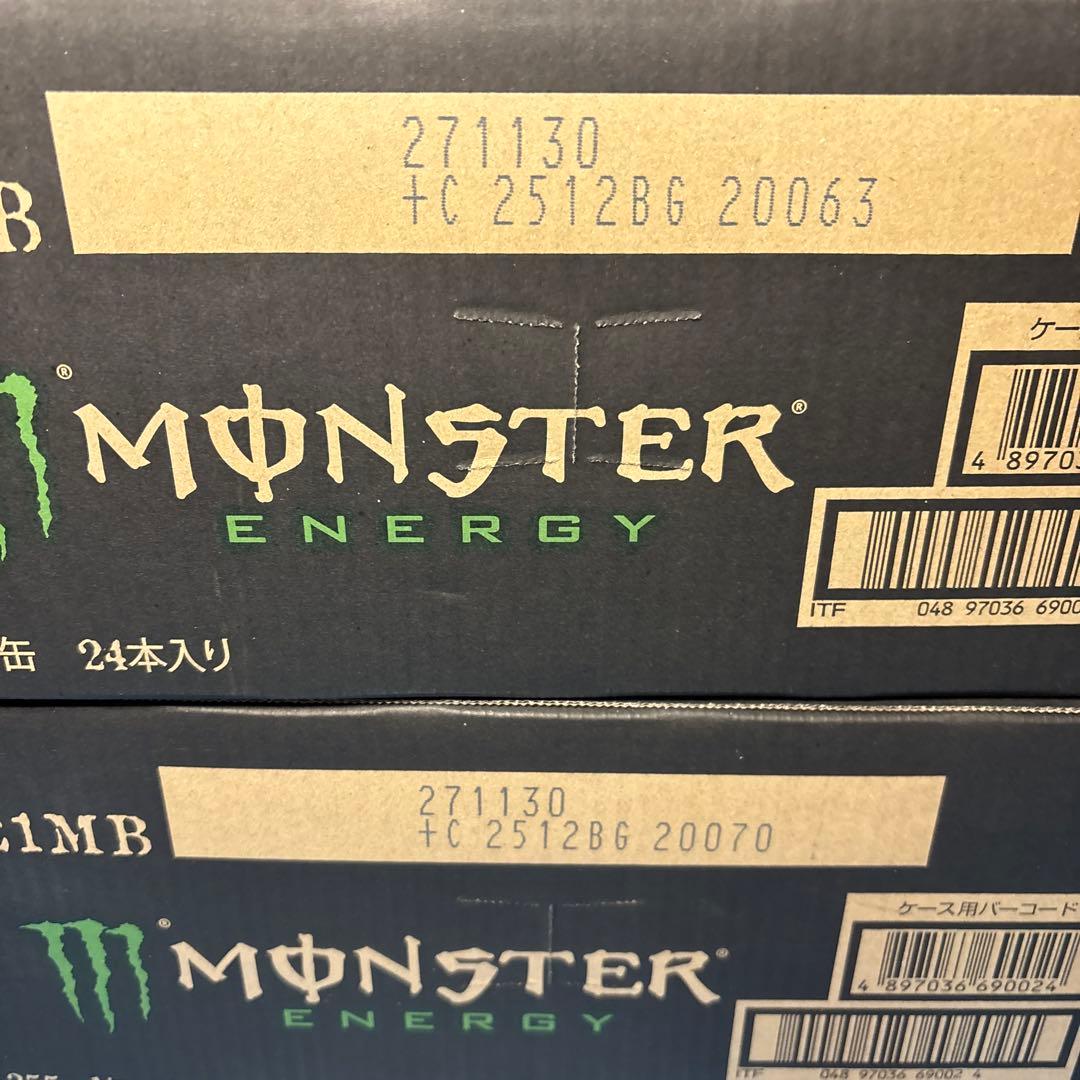 B
271130
+C 2512BG 20063
ケー
4 89703
® MONSTER®
ENERGY
ITF 048 97036 6900
缶 24本入り
1MB
271130
+C 2512BG 20070
ケース用バーコード
4 897036 690024
® MONSTER®
ENERGY
ITF 048 97036 69002 4
355